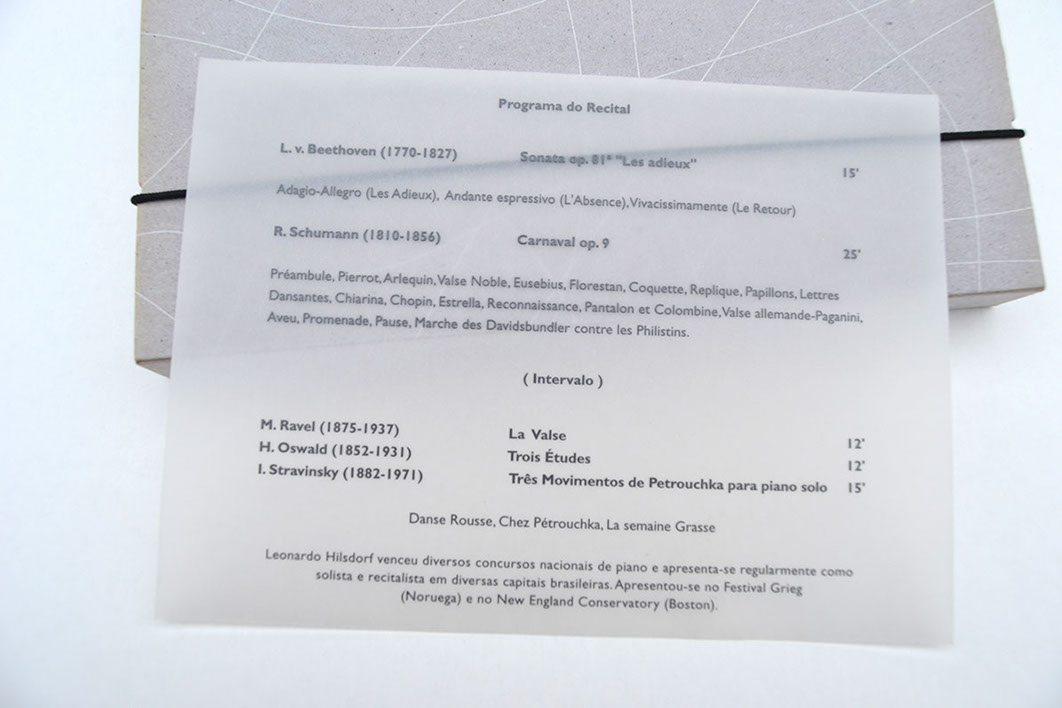 Programa do Recital
L. v. Beethoven (1770-1827) Sonata op. 81ª "Les adieux" 15'
Adagio-Allegro (Les Adieux), Andante espressivo (L'Absence), Vivacissimamente (Le Retour)
R. Schumann (1810-1856) Carnaval op. 9 25'
Préambule, Pierrot, Arlequin, Valse Noble, Eusebius, Florestan, Coquette, Replique, Papillons, Lettres
Dansantes, Chiarina, Chopin, Estrella, Reconnaissance, Pantalon et Colombine, Valse allemande-Paganini,
Aveu, Promenade, Pause, Marche des Davidsbundler contre les Philistins.
( Intervalo )
M. Ravel (1875-1937) La Valse 12'
H. Oswald (1852-1931) Trois Études 12'
I. Stravinsky (1882-1971) Três Movimentos de Petrouchka para piano solo 15'
Danse Rousse, Chez Pétrouchka, La semaine Grasse
Leonardo Hilsdorf venceu diversos concursos nacionais de piano e apresenta-se regularmente como
solista e recitalista em diversas capitais brasileiras. Apresentou-se no Festival Grieg
(Noruega) e no New England Conservatory (Boston).